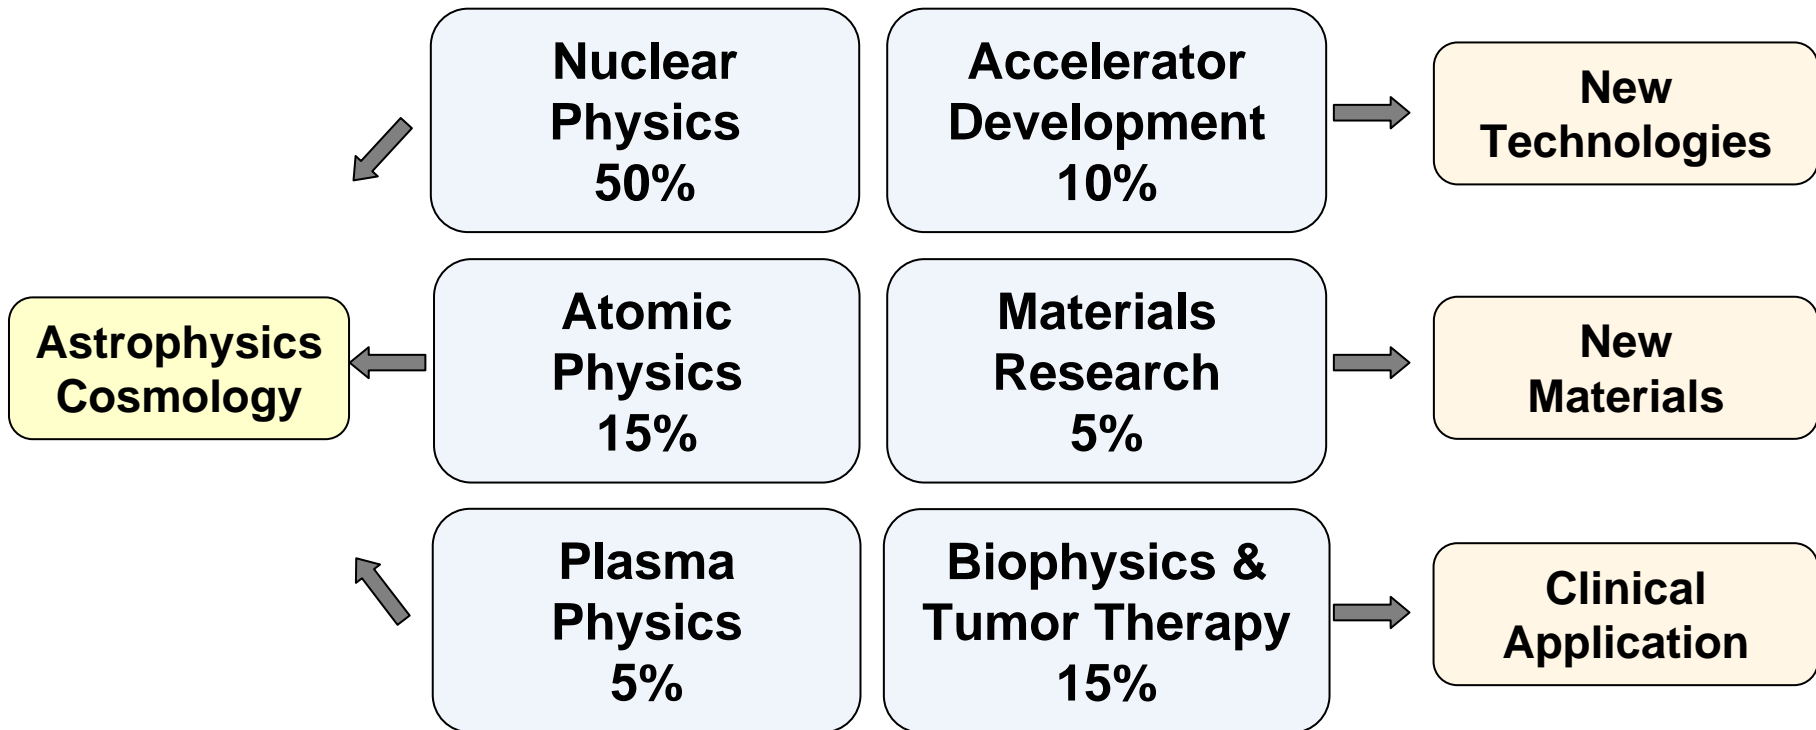 Nuclear
Physics
50%
Accelerator
Development
10%
New
Technologies
Astrophysics
Cosmology
Atomic
Physics
15%
Materials
Research
5%
New
Materials
Plasma
Physics
5%
Biophysics &
Tumor Therapy
15%
Clinical
Application